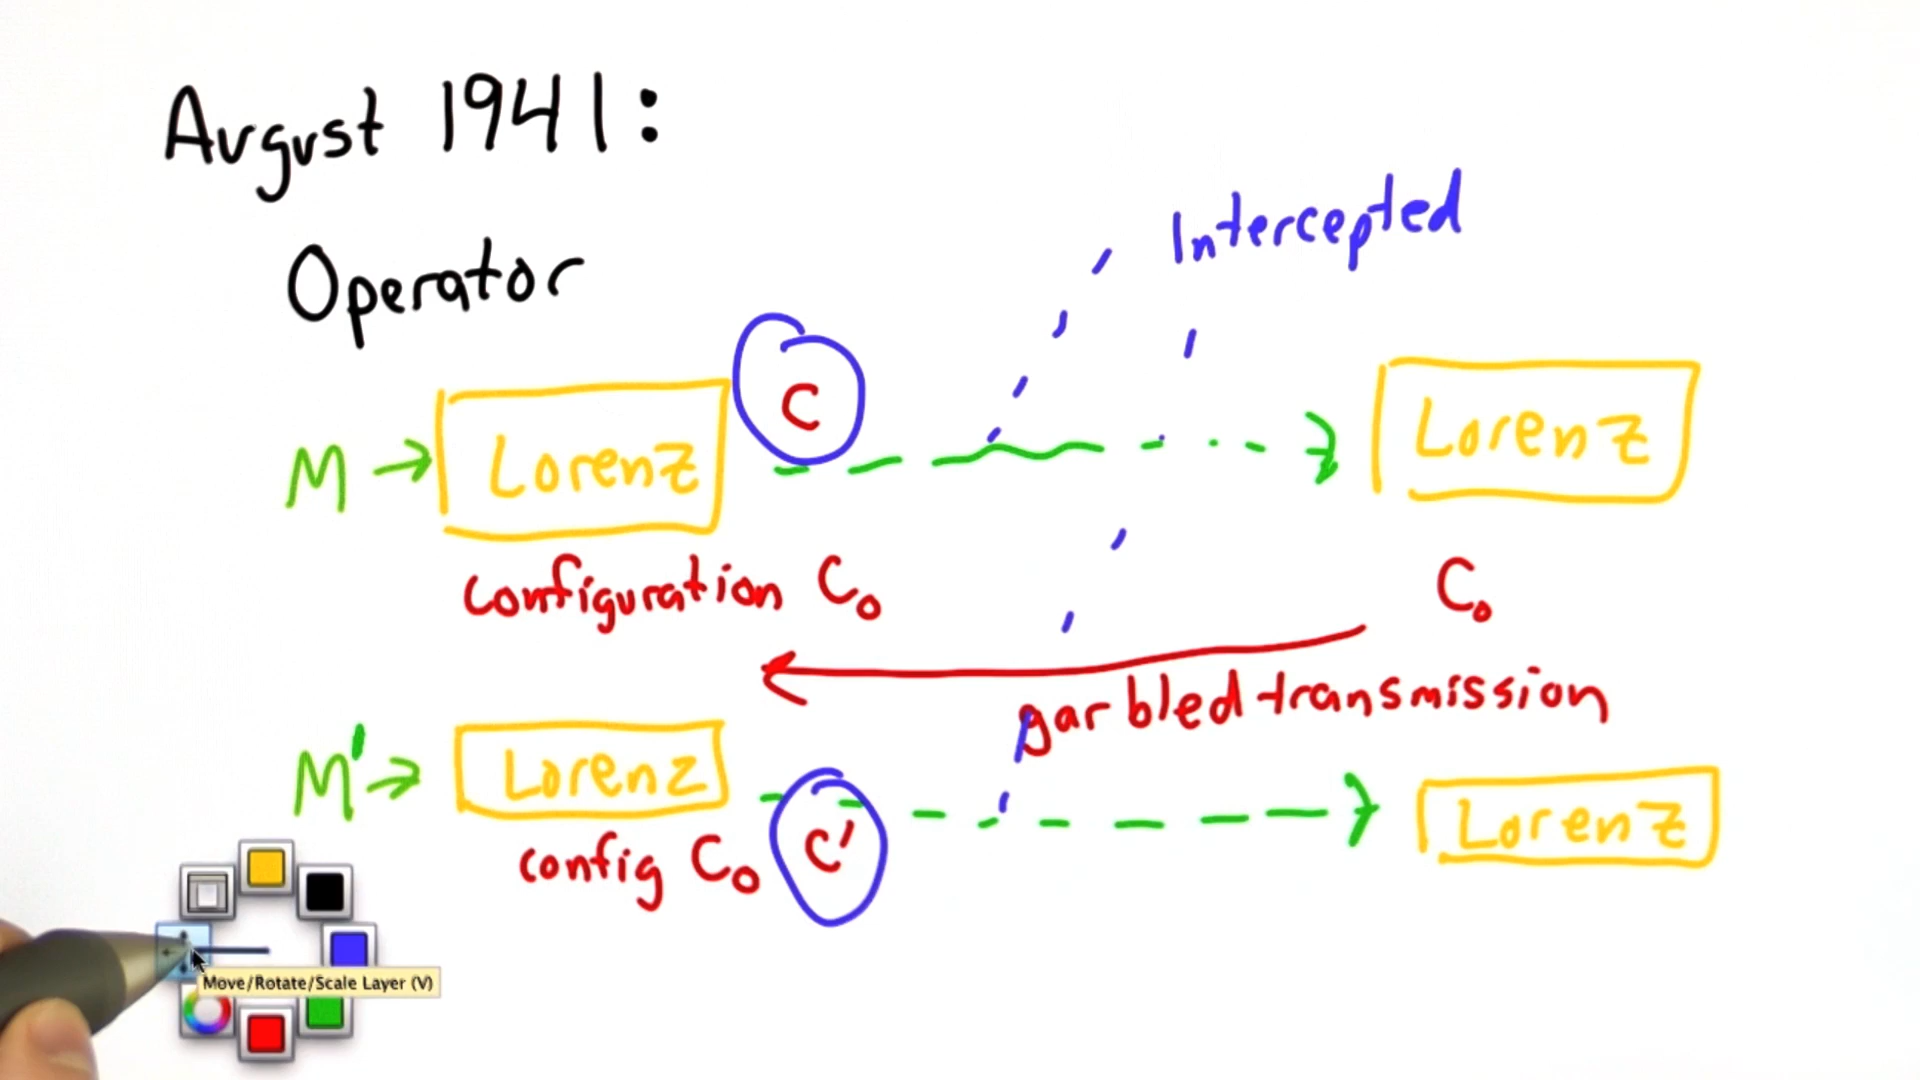 August 1941:
Intercepted
Operator
C
M → Lorenz
Lorenz
configuration C₀
C₀
garbled transmission
M' → Lorenz
config C₀
C'
Lorenz
Move/Rotate/Scale Layer (V)